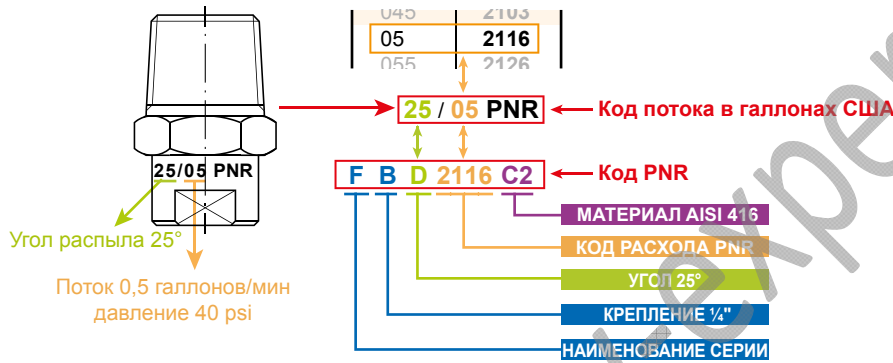 045 2103
05 2116
055 2126
25 / 05 PNR
Код потока в галлонах США
25/05 PNR
F B D 2116 C2
Код PNR
Угол распыла 25°
Поток 0,5 галлонов/мин
давление 40 psi
МАТЕРИАЛ AISI 416
КОД РАСХОДА PNR
УГОЛ 25°
КРЕПЛЕНИЕ ¼"
НАИМЕНОВАНИЕ СЕРИИ